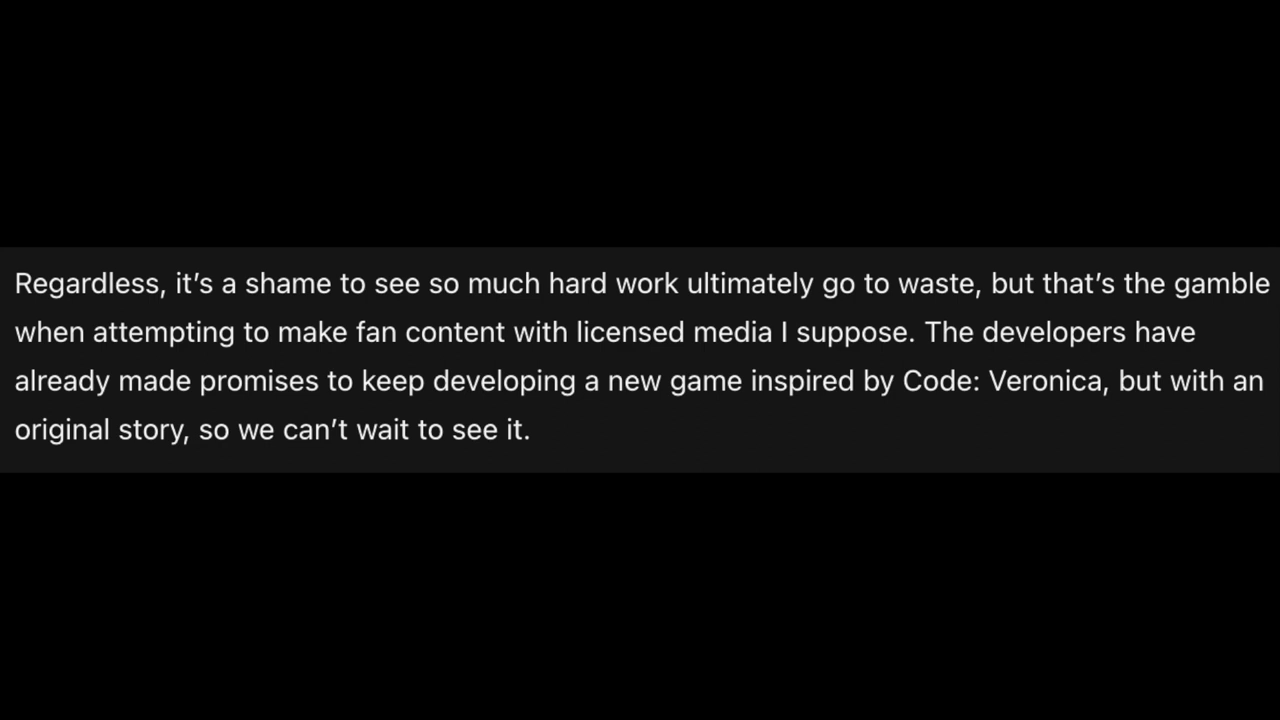 Regardless, it’s a shame to see so much hard work ultimately go to waste, but that’s the gamble
when attempting to make fan content with licensed media I suppose. The developers have
already made promises to keep developing a new game inspired by Code: Veronica, but with an
original story, so we can’t wait to see it.